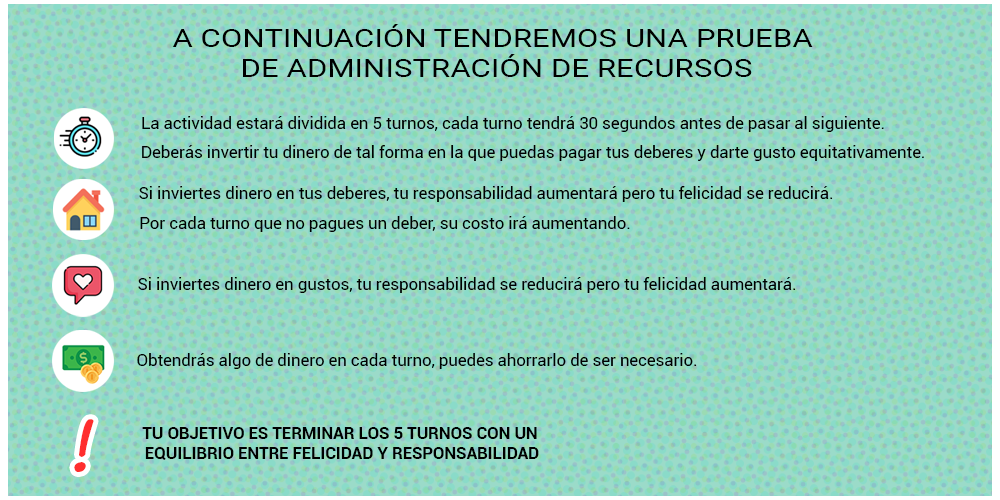 A CONTINUACIÓN TENDREMOS UNA PRUEBA
DE ADMINISTRACIÓN DE RECURSOS
La actividad estará dividida en 5 turnos, cada turno tendrá 30 segundos antes de pasar al siguiente.
Deberás invertir tu dinero de tal forma en la que puedas pagar tus deberes y darte gusto equitativamente.
Si inviertes dinero en tus deberes, tu responsabilidad aumentará pero tu felicidad se reducirá.
Por cada turno que no pagues un deber, su costo irá aumentando.
Si inviertes dinero en gustos, tu responsabilidad se reducirá pero tu felicidad aumentará.
Obtendrás algo de dinero en cada turno, puedes ahorrarlo de ser necesario.
TU OBJETIVO ES TERMINAR LOS 5 TURNOS CON UN
EQUILIBRIO ENTRE FELICIDAD Y RESPONSABILIDAD